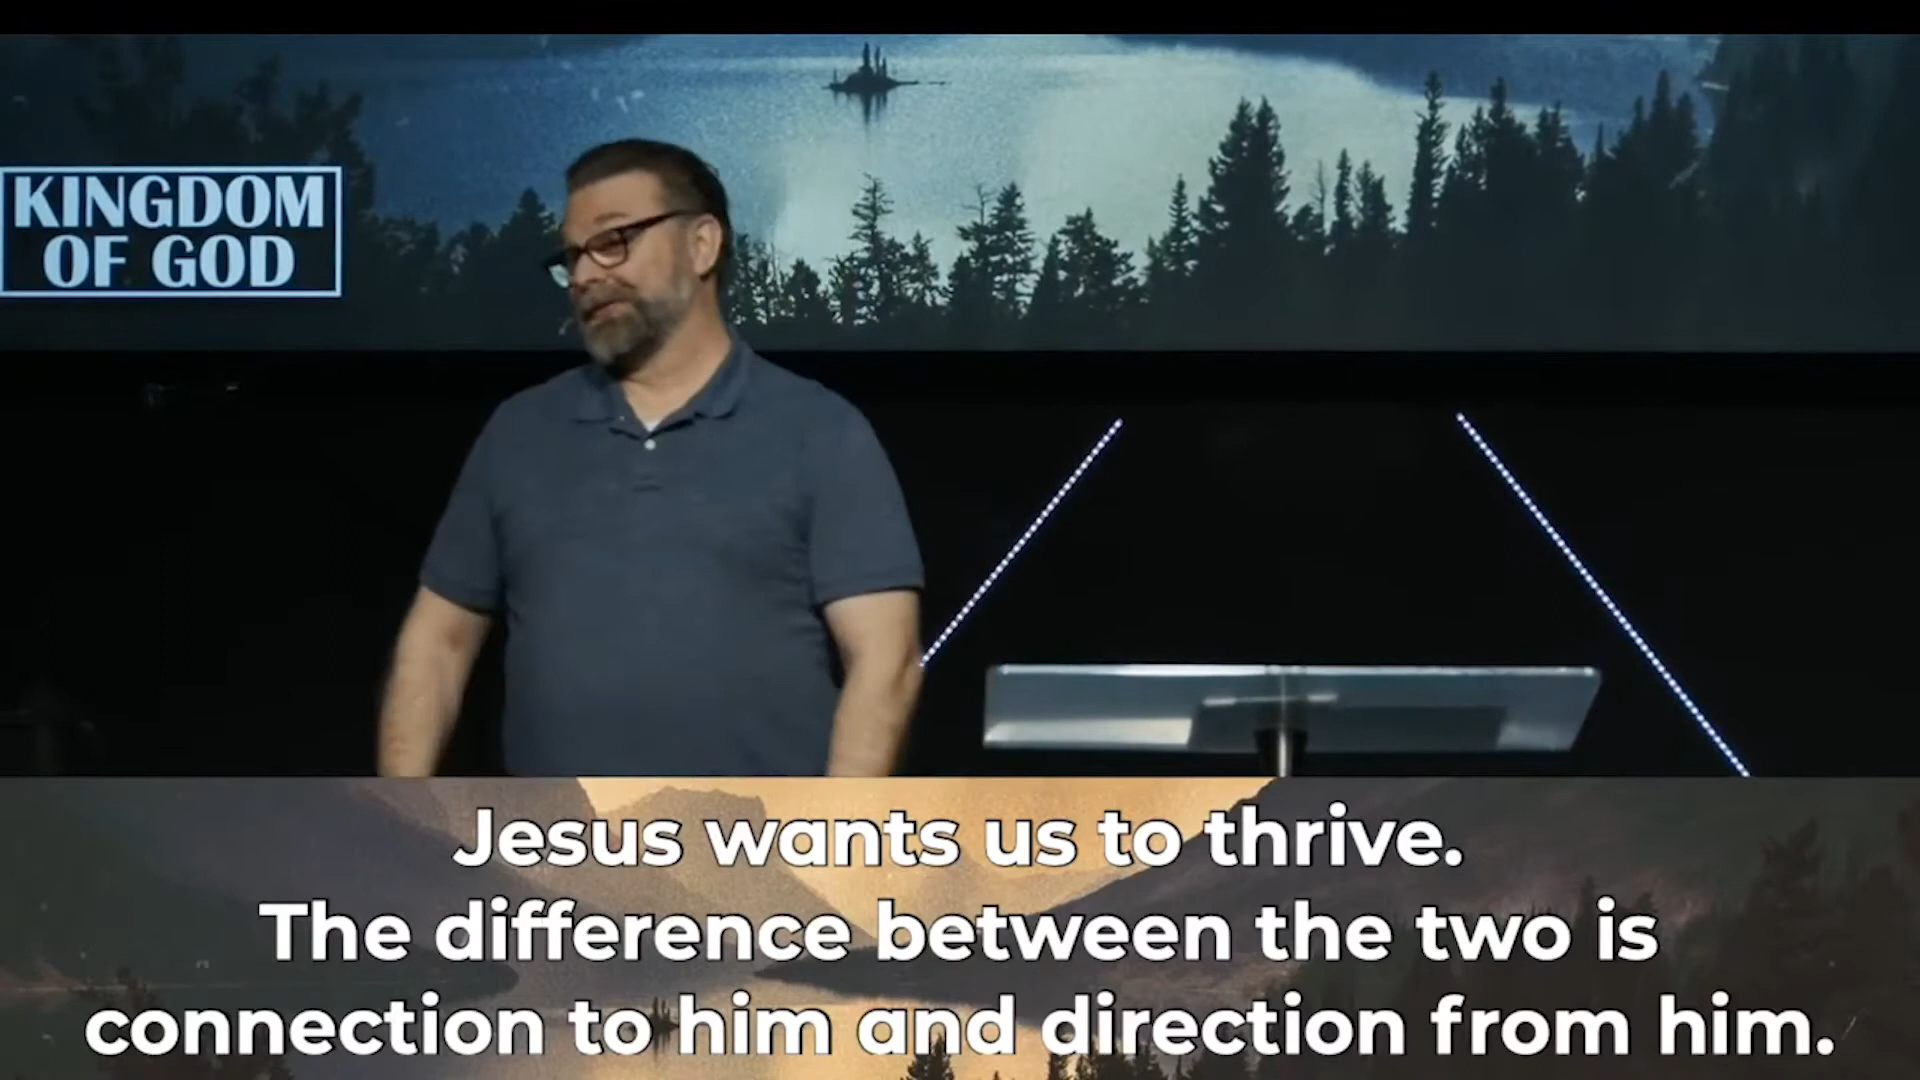 KINGDOM
OF GOD
Jesus wants us to thrive.
The difference between the two is
connection to him and direction from him.